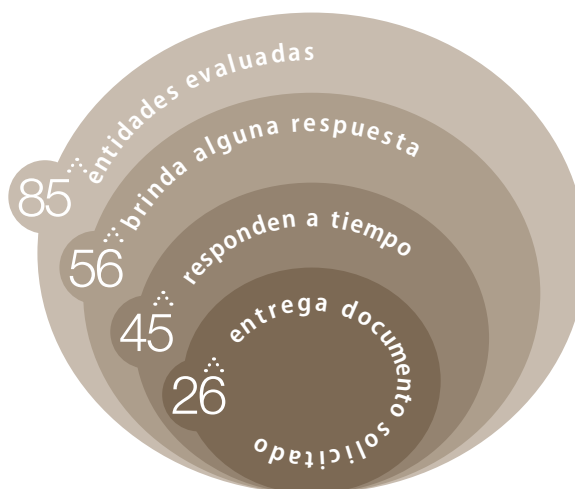 85 entidades evaluadas
56 brinda alguna respuesta
45 responden a tiempo
26 entrega documento solicitado